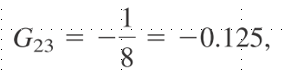 G₂₃ = −1/8 = −0.125,